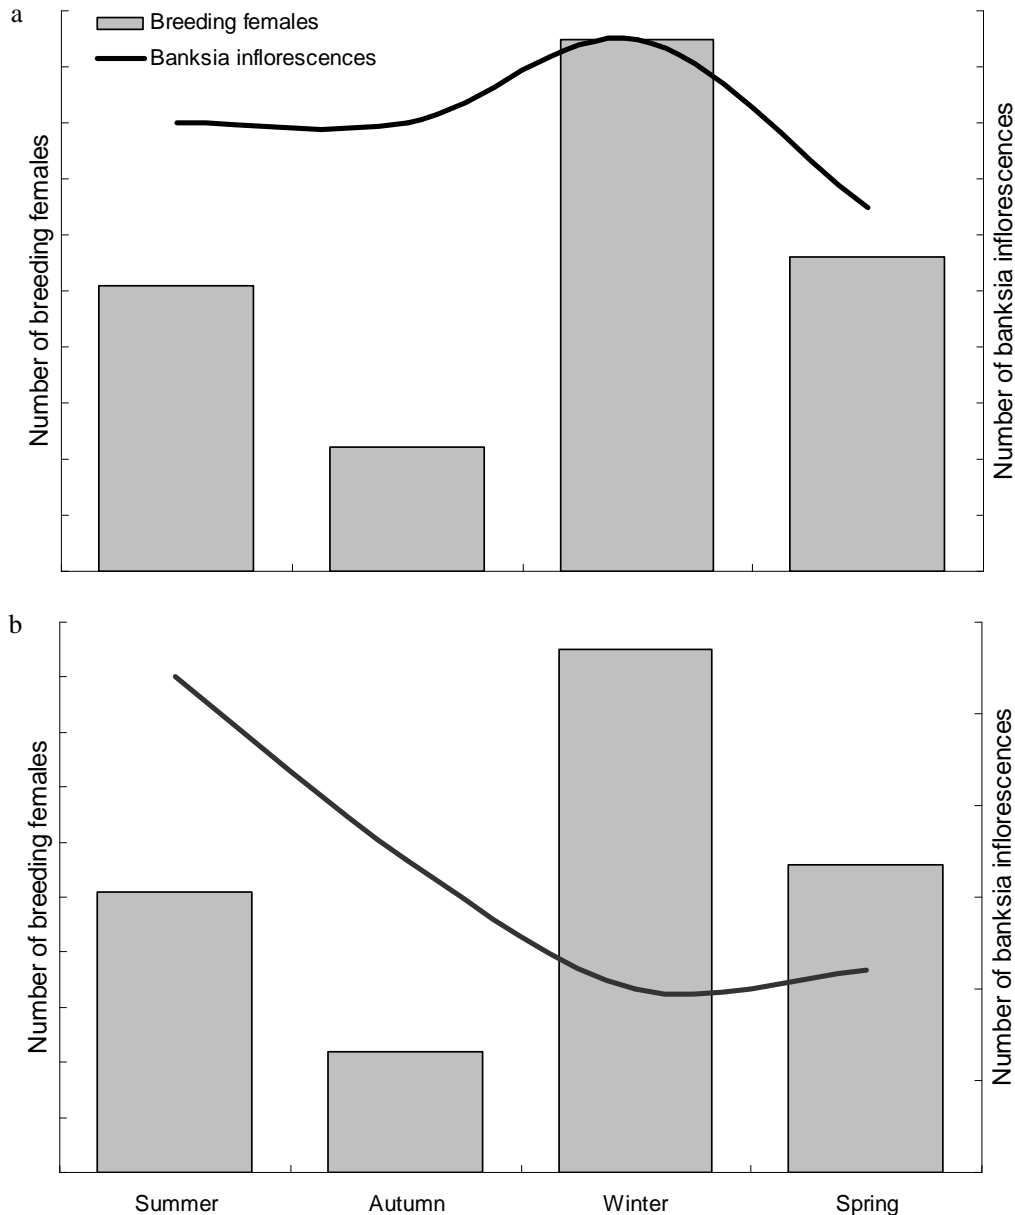 a
Breeding females
Banksia inflorescences
Number of breeding females
Number of banksia inflorescences
b
Number of breeding females
Number of banksia inflorescences
Summer Autumn Winter Spring